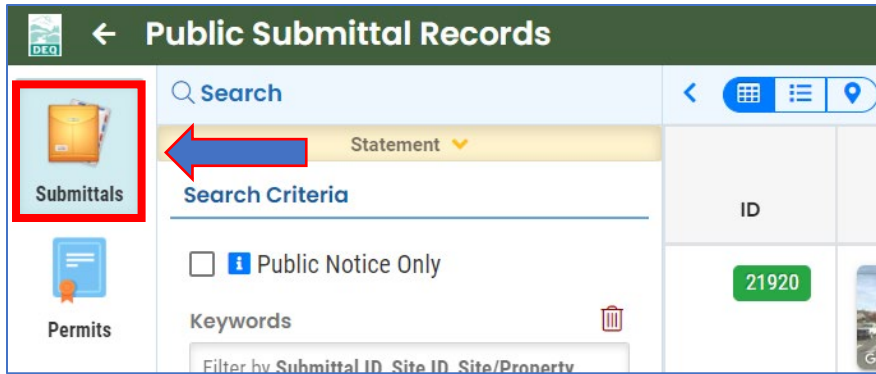 DEQ
Public Submittal Records
Search
Statement
Submittals
Search Criteria
ID
Public Notice Only
21920
Permits
Keywords
Filter by Submittal ID, Site ID, Site/Property
G